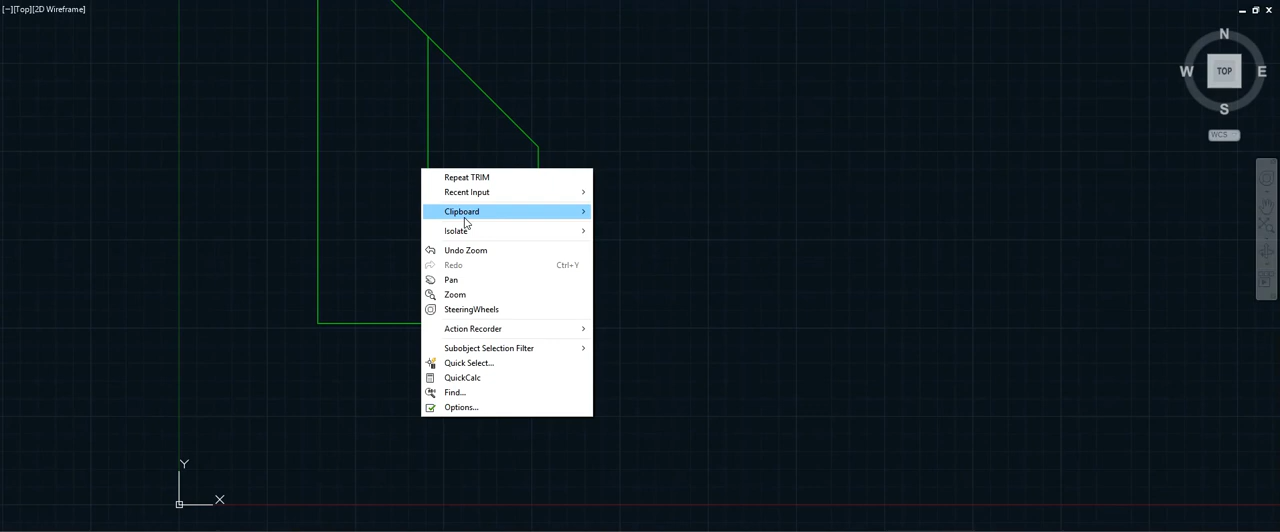 [−][Top][2D Wireframe]
N
W TOP E
S
WCS
Repeat TRIM
Recent Input
Clipboard
Isolate
Undo Zoom
Redo Ctrl+Y
Pan
Zoom
SteeringWheels
Action Recorder
Subobject Selection Filter
Quick Select...
QuickCalc
Find...
Options...
Y
X